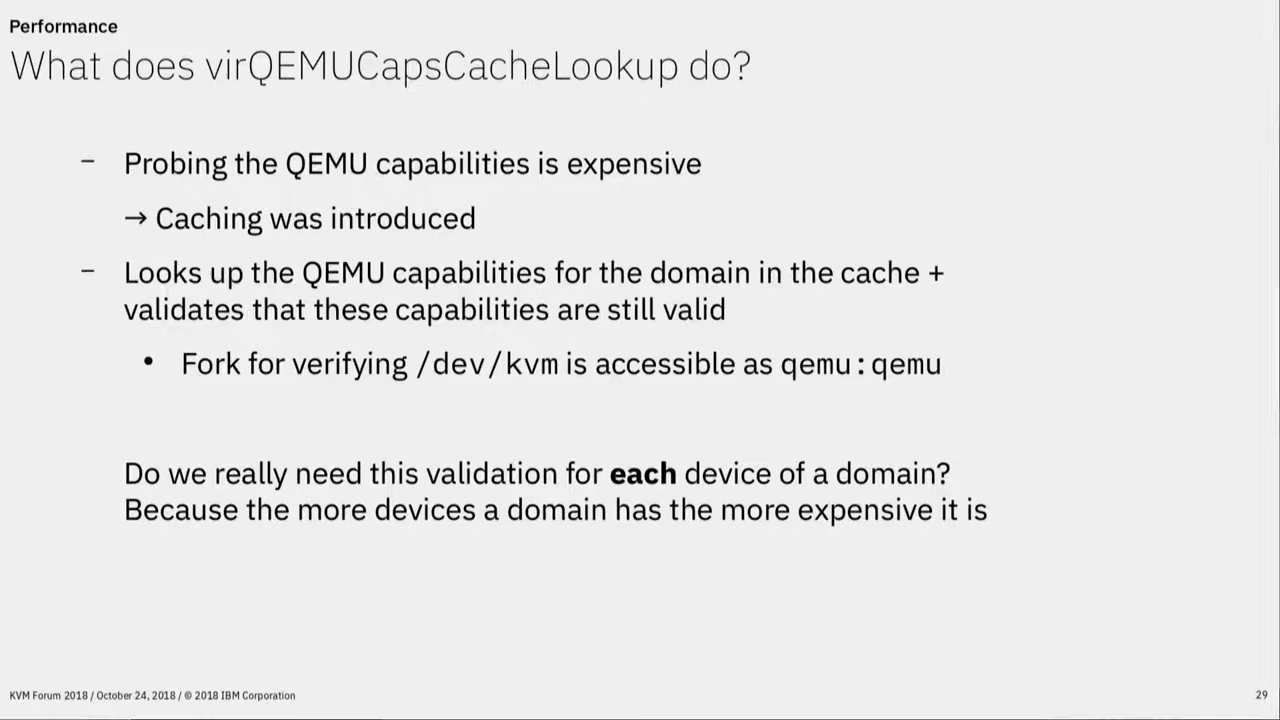 Performance
What does virQEMUCapsCacheLookup do?
– Probing the QEMU capabilities is expensive
→ Caching was introduced
– Looks up the QEMU capabilities for the domain in the cache +
validates that these capabilities are still valid
• Fork for verifying /dev/kvm is accessible as qemu:qemu
Do we really need this validation for each device of a domain?
Because the more devices a domain has the more expensive it is
KVM Forum 2018 / October 24, 2018 / © 2018 IBM Corporation
29